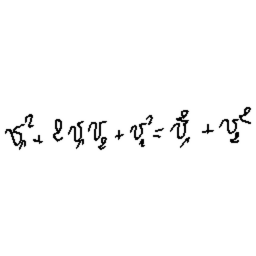 v₁² + 2v₁v₂ + v₂² = v₁² + v₂²